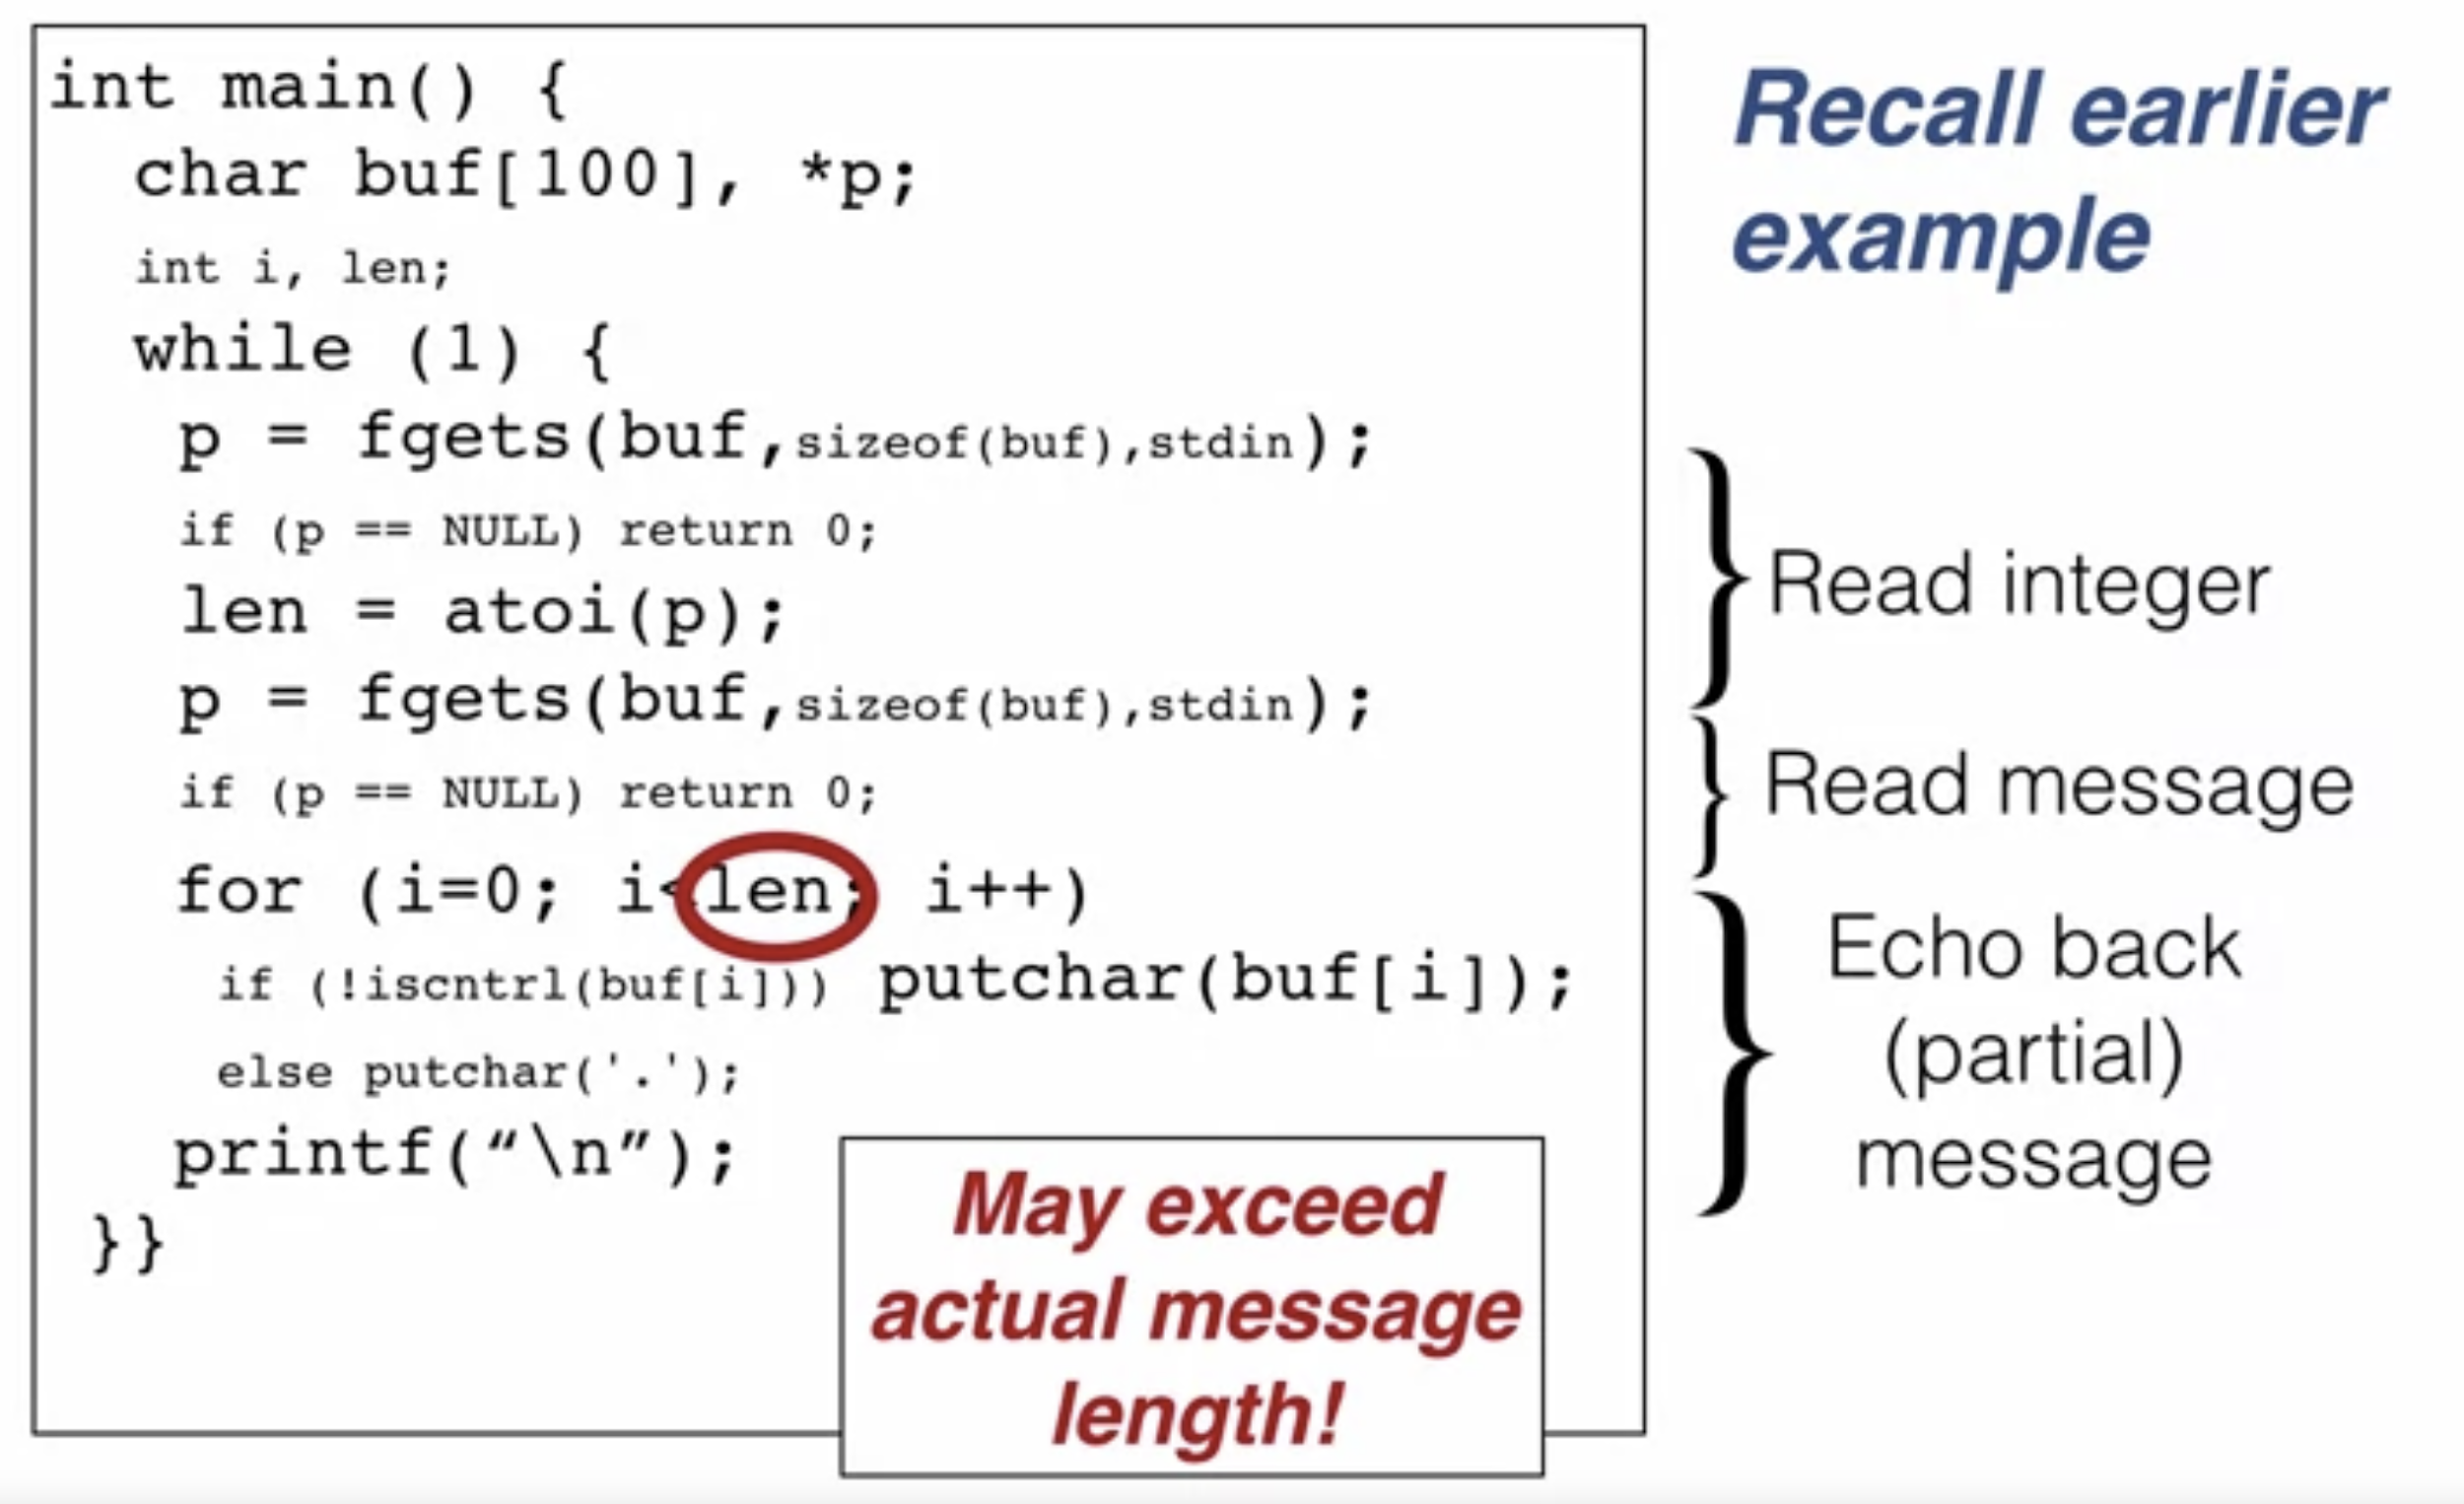 int main() {
char buf[100], *p;
int i, len;
while (1) {
p = fgets(buf,sizeof(buf),stdin);
if (p == NULL) return 0;
len = atoi(p);
p = fgets(buf,sizeof(buf),stdin);
if (p == NULL) return 0;
for (i=0; i<len; i++)
if (!iscntrl(buf[i])) putchar(buf[i]);
else putchar('.');
printf(“\n”);
}}
May exceed
actual message
length!
Recall earlier
example
Read integer
Read message
Echo back
(partial)
message